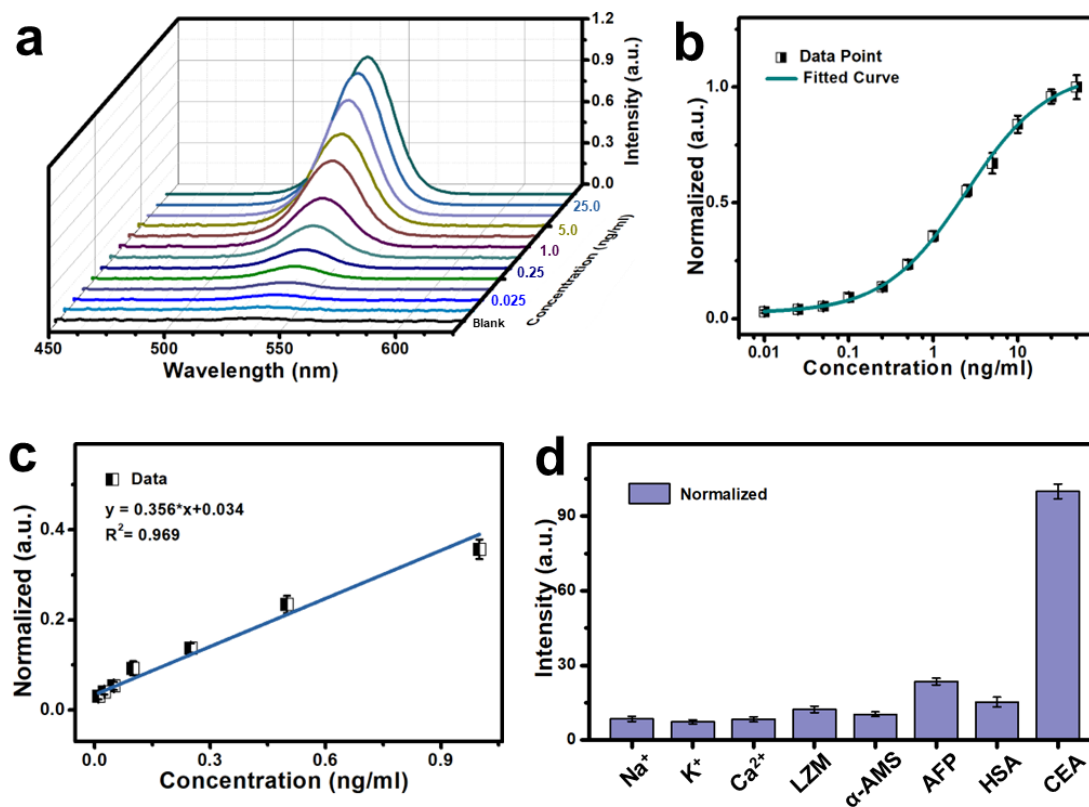 a
1.2
0.9
0.6
0.3
0.0
Intensity (a.u.)
25.0
5.0
1.0
0.25
0.025
Blank
Concentration (ng/ml)
450
500
550
600
Wavelength (nm)
b
Data Point
Fitted Curve
1.0
0.5
0.0
Normalized (a.u.)
0.01
0.1
1
10
Concentration (ng/ml)
c
Data
y = 0.356*x+0.034
R²= 0.969
0.4
0.2
0.0
Normalized (a.u.)
0.0
0.3
0.6
0.9
Concentration (ng/ml)
d
Normalized
90
60
30
0
Intensity (a.u.)
Na⁺
K⁺
Ca²⁺
LZM
α-AMS
AFP
HSA
CEA